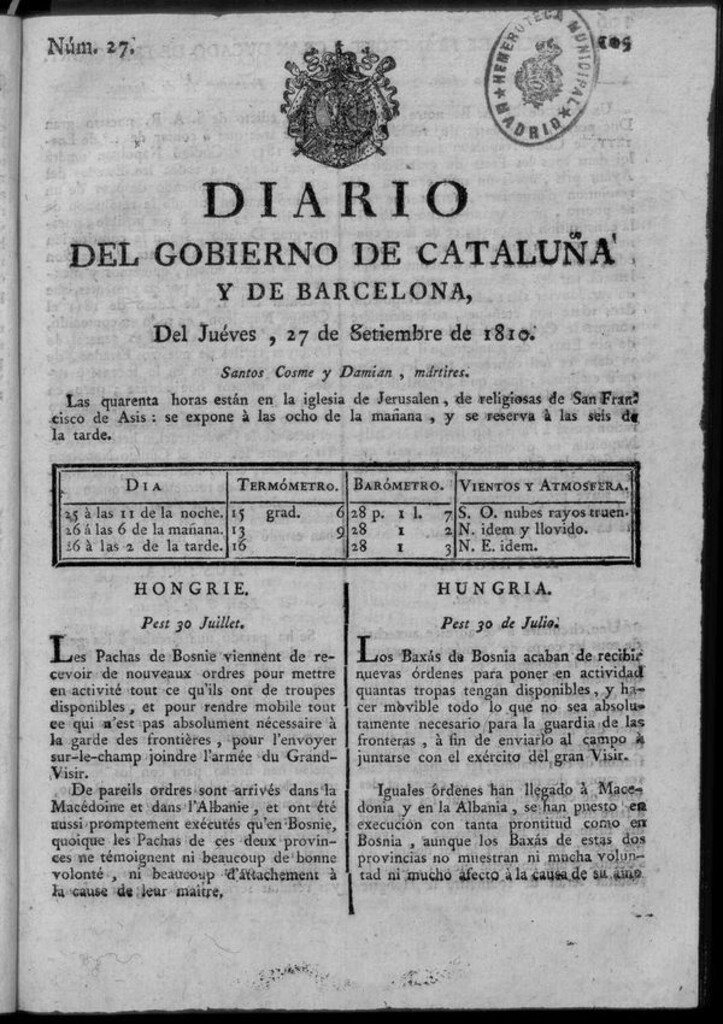 Núm. 27.
HEMEROTECA MUNICIPAL
MADRID
DIARIO
DEL GOBIERNO DE CATALUÑA
Y DE BARCELONA,
Del Juéves, 27 de Setiembre de 1810.
Santos Cosme y Damian, mártires.
Las quarenta horas están en la iglesia de Jerusalen, de religiosas de San Fran-
cisco de Asis: se expone à las ocho de la mañana, y se reserva à las seis de
la tarde.
DIA TERMÓMETRO. BARÓMETRO. VIENTOS Y ATMOSFERA.
25 à las 11 de la noche. 15 grad. 6 28 p. 1 l. 7 S. O. nubes rayos truen.
26 á las 6 de la mañana. 13 9 28 1 2 N. idem y llovido.
26 à las 2 de la tarde. 16 28 1 3 N. E. idem.
HONGRIE.
Pest 30 Juillet.
Les Pachas de Bosnie viennent de re-
cevoir de nouveaux ordres pour mettre
en activité tout ce qu'ils ont de troupes
disponibles, et pour rendre mobile tout
ce qui n'est pas absolument nécessaire à
la garde des frontières, pour l'envoyer
sur-le-champ joindre l'armée du Grand-
Visir.
De pareils ordres sont arrivés dans la
Macédoine et dans l'Albanie, et ont été
aussi promptement exécutés qu'en Bosnie,
quoique les Pachas de ces deux provin-
ces ne témoignent ni beaucoup de bonne
volonté, ni beaucoup d'attachement à
la cause de leur maitre.
HUNGRIA.
Pest 30 de Julio.
Los Baxás de Bosnia acaban de recibir
nuevas órdenes para poner en actividad
quantas tropas tengan disponibles, y ha-
cer movible todo lo que no sea absolu-
tamente necesario para la guardia de las
fronteras, à fin de enviarlo al campo à
juntarse con el exército del gran Visir.
Iguales órdenes han llegado à Mace-
donia y en la Albania, se han puesto en
execución con tanta prontitud como en
Bosnia, aunque los Baxás de estas dos
provincias no muestran ni mucha volun-
tad ni mucho afecto à la causa de su amo